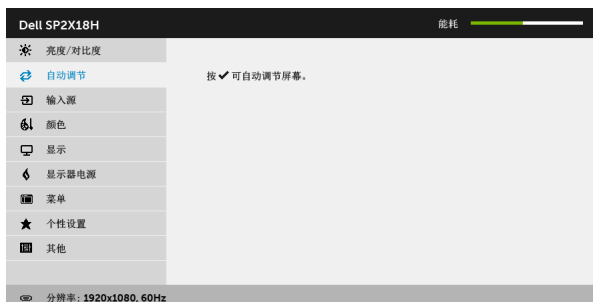 Dell SP2X18H 能耗
亮度/对比度
自动调节
按✔可自动调节屏幕。
输入源
颜色
显示
显示器电源
菜单
个性设置
其他
分辨率: 1920x1080, 60Hz